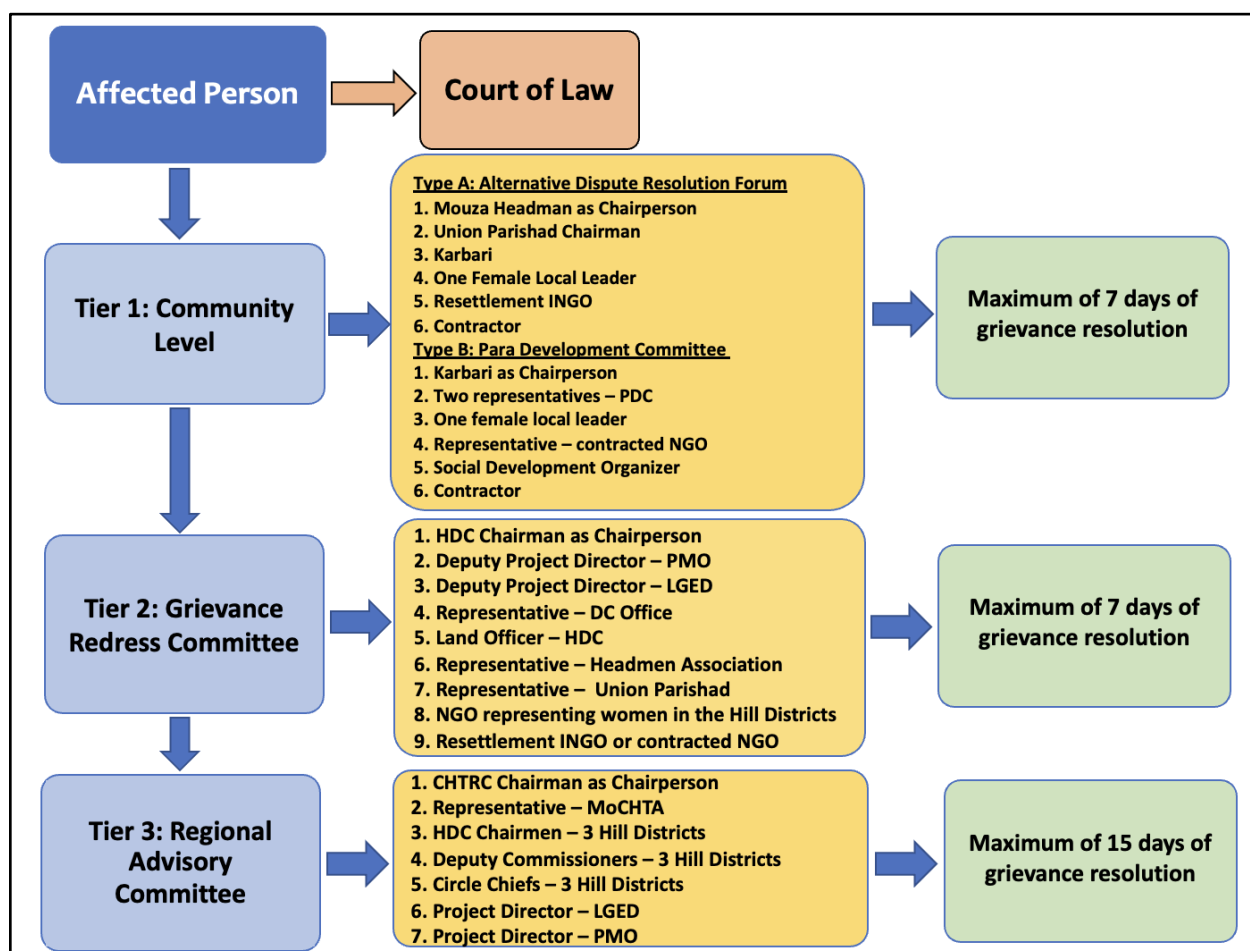 Affected Person
Court of Law
Tier 1: Community
Level
Type A: Alternative Dispute Resolution Forum
1. Mouza Headman as Chairperson
2. Union Parishad Chairman
3. Karbari
4. One Female Local Leader
5. Resettlement INGO
6. Contractor
Type B: Para Development Committee
1. Karbari as Chairperson
2. Two representatives – PDC
3. One female local leader
4. Representative – contracted NGO
5. Social Development Organizer
6. Contractor
Maximum of 7 days of
grievance resolution
Tier 2: Grievance
Redress Committee
1. HDC Chairman as Chairperson
2. Deputy Project Director – PMO
3. Deputy Project Director – LGED
4. Representative – DC Office
5. Land Officer – HDC
6. Representative – Headmen Association
7. Representative – Union Parishad
8. NGO representing women in the Hill Districts
9. Resettlement INGO or contracted NGO
Maximum of 7 days of
grievance resolution
Tier 3: Regional
Advisory
Committee
1. CHTRC Chairman as Chairperson
2. Representative – MoCHTA
3. HDC Chairmen – 3 Hill Districts
4. Deputy Commissioners – 3 Hill Districts
5. Circle Chiefs – 3 Hill Districts
6. Project Director – LGED
7. Project Director – PMO
Maximum of 15 days of
grievance resolution